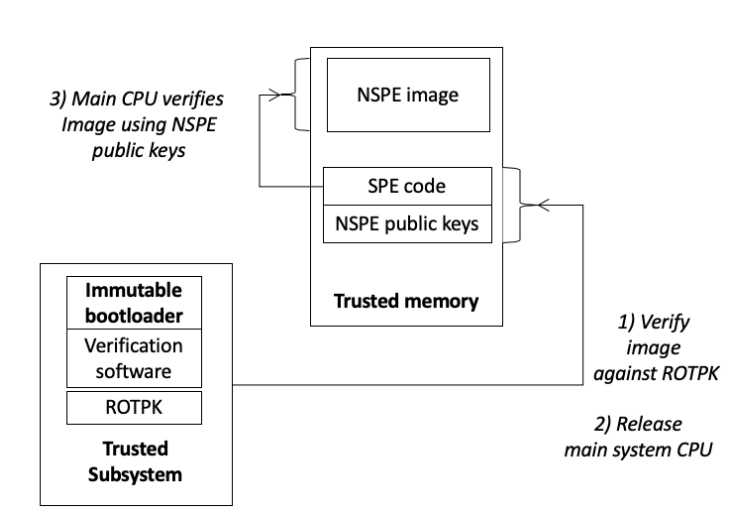 3) Main CPU verifies
Image using NSPE
public keys
NSPE image
SPE code
NSPE public keys
Trusted memory
Immutable
bootloader
Verification
software
ROTPK
Trusted
Subsystem
1) Verify
image
against ROTPK
2) Release
main system CPU